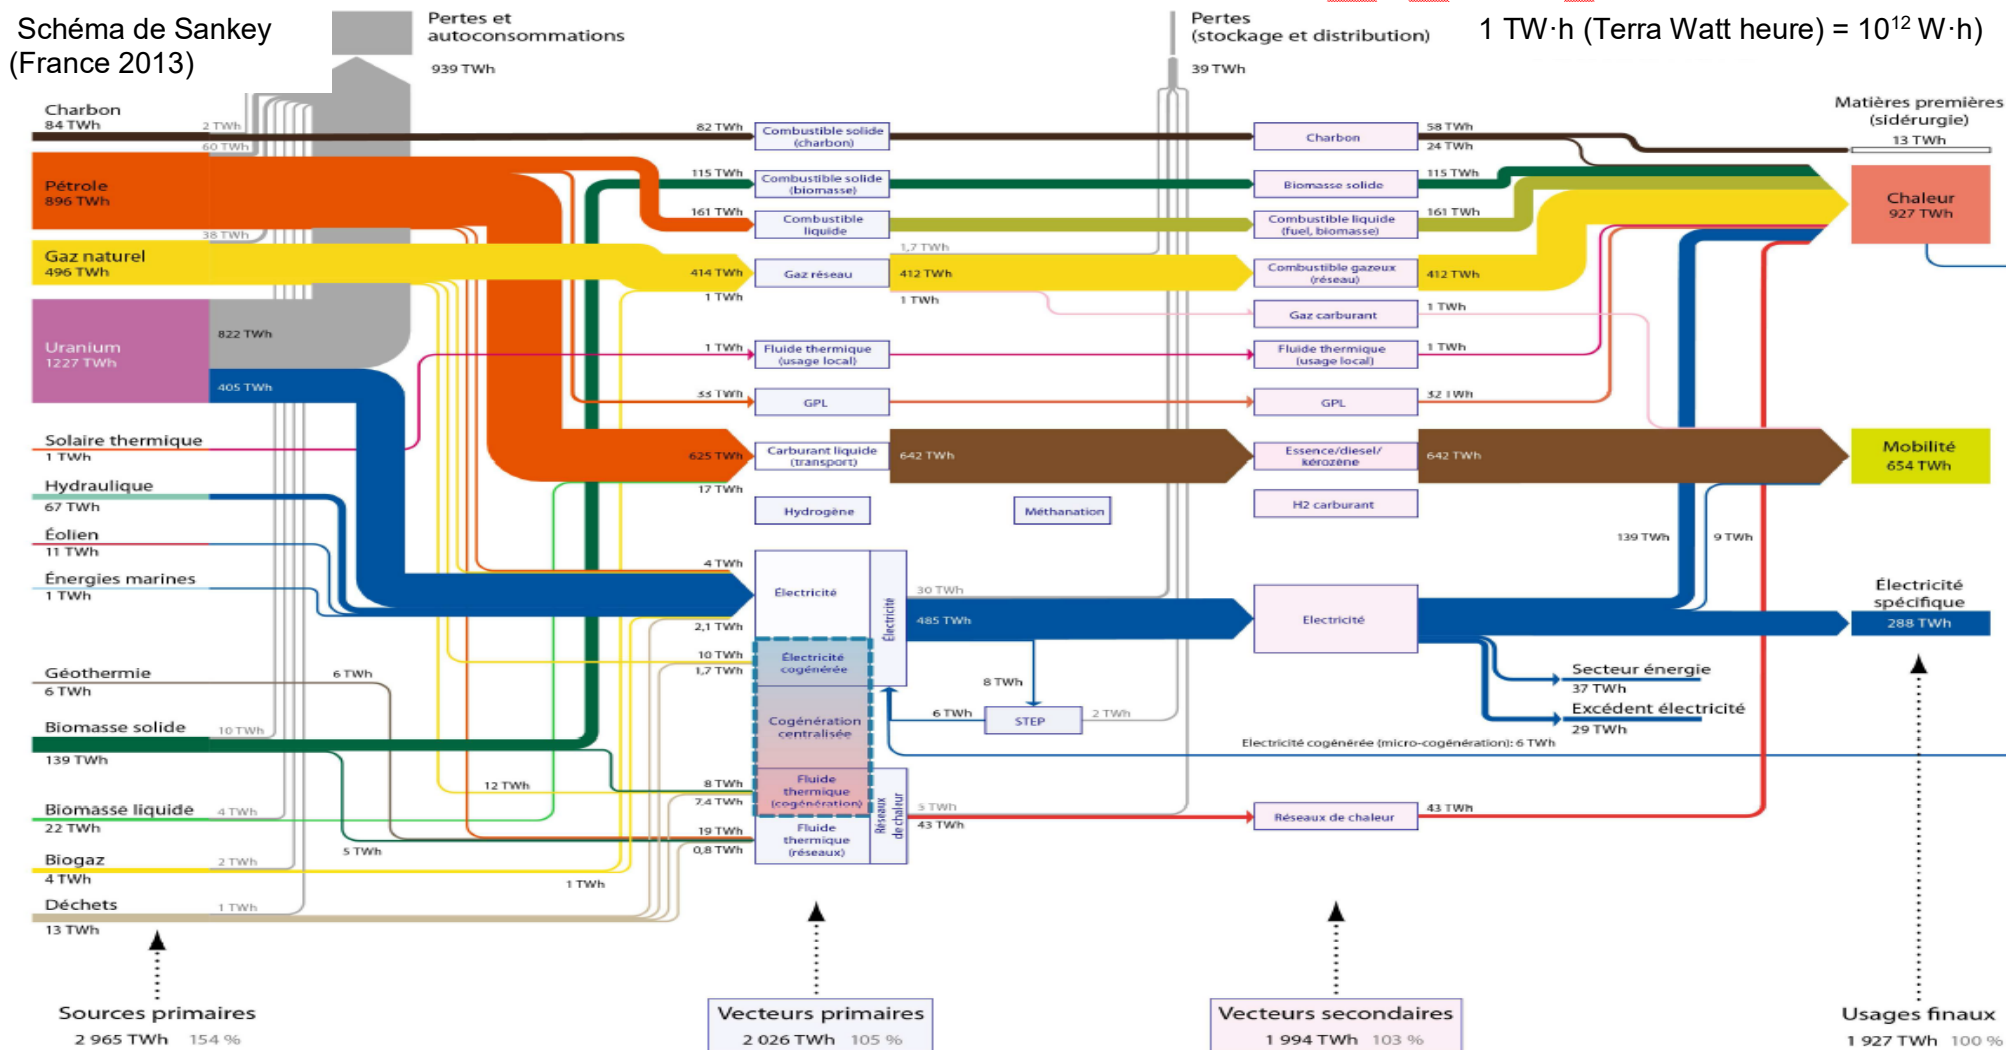 Schéma de Sankey
(France 2013)
Pertes et
autoconsommations
939 TWh
Pertes
(stockage et distribution)
39 TWh
1 TW·h (Terra Watt heure) = 10¹² W·h)
Charbon
84 TWh
2 TWh
60 TWh
Pétrole
896 TWh
38 TWh
Gaz naturel
496 TWh
Uranium
1227 TWh
822 TWh
405 TWh
Solaire thermique
1 TWh
Hydraulique
67 TWh
Éolien
11 TWh
Énergies marines
1 TWh
Géothermie
6 TWh
6 TWh
Biomasse solide
139 TWh
10 TWh
12 TWh
Biomasse liquide
22 TWh
4 TWh
5 TWh
Biogaz
4 TWh
2 TWh
1 TWh
Déchets
13 TWh
1 TWh
82 TWh
Combustible solide
(charbon)
115 TWh
Combustible solide
(biomasse)
161 TWh
Combustible
liquide
414 TWh
1 TWh
Gaz réseau
1,7 TWh
412 TWh
1 TWh
1 TWh
Fluide thermique
(usage local)
33 TWh
GPL
625 TWh
17 TWh
Carburant liquide
(transport)
642 TWh
Hydrogène
Méthanation
4 TWh
2,1 TWh
Électricité
Électricité
30 TWh
485 TWh
10 TWh
1,7 TWh
Électricité
cogénérée
Cogénération
centralisée
8 TWh
6 TWh
STEP
2 TWh
8 TWh
7,4 TWh
Fluide
thermique
(cogénération)
19 TWh
0,8 TWh
Fluide
thermique
(réseaux)
Réseaux
de chaleur
5 TWh
43 TWh
Electricité cogénérée (micro-cogénération): 6 TWh
Charbon
58 TWh
24 TWh
Biomasse solide
115 TWh
Combustible liquide
(fuel, biomasse)
161 TWh
Combustible gazeux
(réseau)
412 TWh
Gaz carburant
1 TWh
Fluide thermique
(usage local)
1 TWh
GPL
32 TWh
Essence/diesel/
kérozène
642 TWh
H2 carburant
Electricité
139 TWh
9 TWh
Réseaux de chaleur
43 TWh
Matières premières
(sidérurgie)
13 TWh
Chaleur
927 TWh
Mobilité
654 TWh
Électricité
spécifique
288 TWh
Secteur énergie
37 TWh
Excédent électricité
29 TWh
Sources primaires
2 965 TWh 154 %
Vecteurs primaires
2 026 TWh 105 %
Vecteurs secondaires
1 994 TWh 103 %
Usages finaux
1 927 TWh 100 %